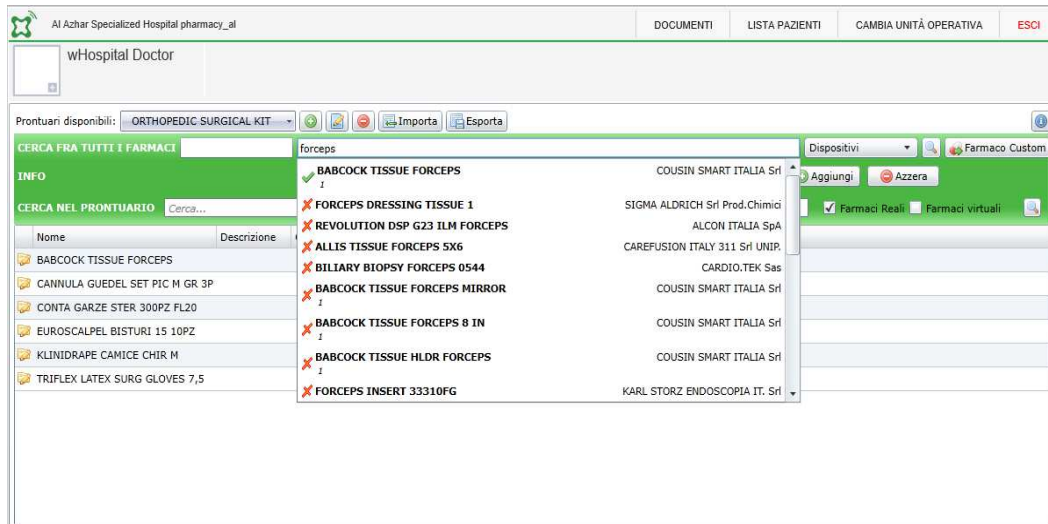 Al Azhar Specialized Hospital pharmacy_al DOCUMENTI LISTA PAZIENTI CAMBIA UNITÀ OPERATIVA ESCI
wHospital Doctor
Prontuari disponibili: ORTHOPEDIC SURGICAL KIT Importa Esporta
CERCA FRA TUTTI I FARMACI forceps Dispositivi Farmaco Custom
BABCOCK TISSUE FORCEPS COUSIN SMART ITALIA Srl
1
INFO Aggiungi Azzera
FORCEPS DRESSING TISSUE 1 SIGMA ALDRICH Srl Prod.Chimici
CERCA NEL PRONTUARIO Cerca... Farmaci Reali Farmaci virtuali
REVOLUTION DSP G23 ILM FORCEPS ALCON ITALIA SpA
Nome Descrizione
ALLIS TISSUE FORCEPS 5X6 CAREFUSION ITALY 311 Srl UNIP.
BABCOCK TISSUE FORCEPS
BILIARY BIOPSY FORCEPS 0544 CARDIO.TEK Sas
CANNULA GUEDEL SET PIC M GR 3P
BABCOCK TISSUE FORCEPS MIRROR COUSIN SMART ITALIA Srl
1
CONTA GARZE STER 300PZ FL20
BABCOCK TISSUE FORCEPS 8 IN COUSIN SMART ITALIA Srl
1
EUROSCALPEL BISTURI 15 10PZ
KLINIDRAPE CAMICE CHIR M
BABCOCK TISSUE HLDR FORCEPS COUSIN SMART ITALIA Srl
1
TRIFLEX LATEX SURG GLOVES 7,5
FORCEPS INSERT 33310FG KARL STORZ ENDOSCOPIA IT. Srl